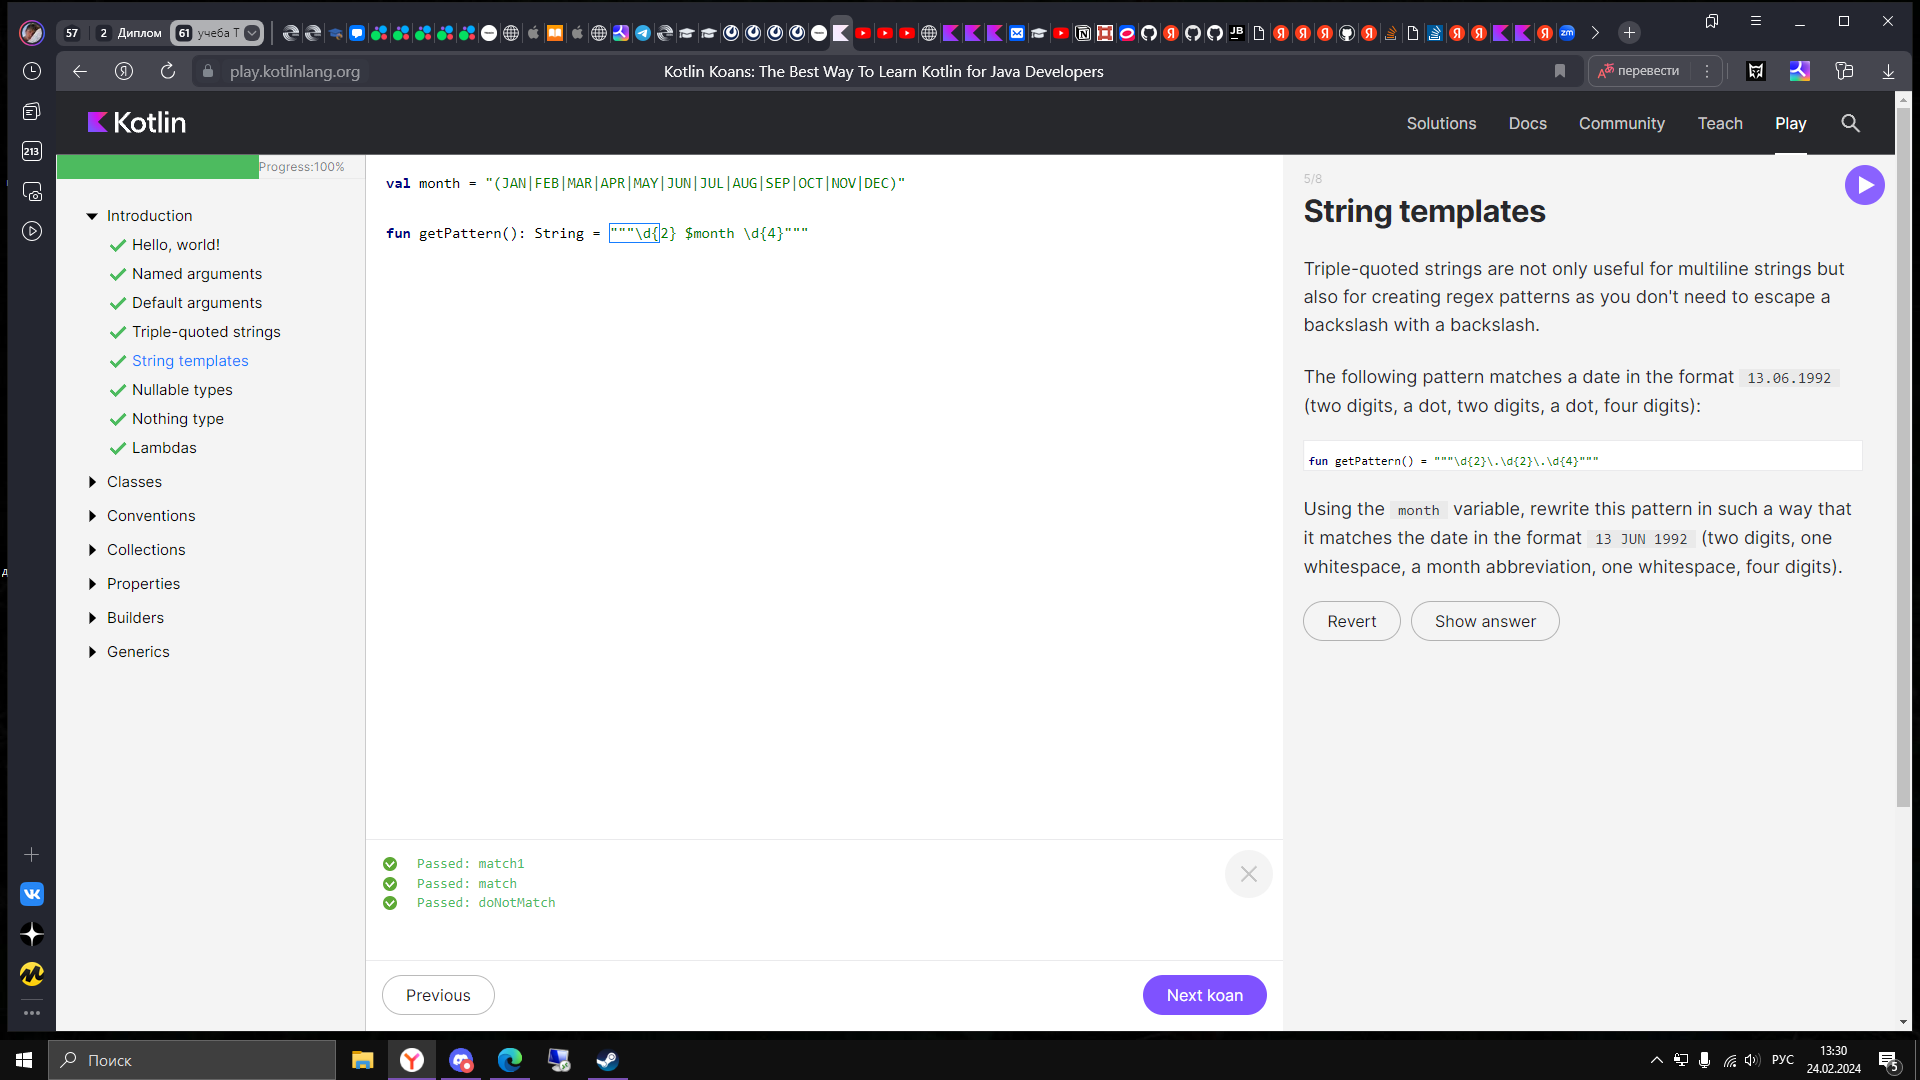 57
2 Диплом
61 учеба Т
play.kotlinlang.org
Kotlin Koans: The Best Way To Learn Kotlin for Java Developers
перевести
213
Kotlin
Solutions
Docs
Community
Teach
Play
Progress:100%
Introduction
Hello, world!
Named arguments
Default arguments
Triple-quoted strings
String templates
Nullable types
Nothing type
Lambdas
Classes
Conventions
Collections
Properties
Builders
Generics
val month = "(JAN|FEB|MAR|APR|MAY|JUN|JUL|AUG|SEP|OCT|NOV|DEC)"
fun getPattern(): String = """\d{2} $month \d{4}"""
5/8
String templates
Triple-quoted strings are not only useful for multiline strings but
also for creating regex patterns as you don't need to escape a
backslash with a backslash.
The following pattern matches a date in the format 13.06.1992
(two digits, a dot, two digits, a dot, four digits):
fun getPattern() = """\d{2}\.\d{2}\.\d{4}"""
Using the month variable, rewrite this pattern in such a way that
it matches the date in the format 13 JUN 1992 (two digits, one
whitespace, a month abbreviation, one whitespace, four digits).
Revert
Show answer
Passed: match1
Passed: match
Passed: doNotMatch
Previous
Next koan
Поиск
РУС
13:30
24.02.2024
5